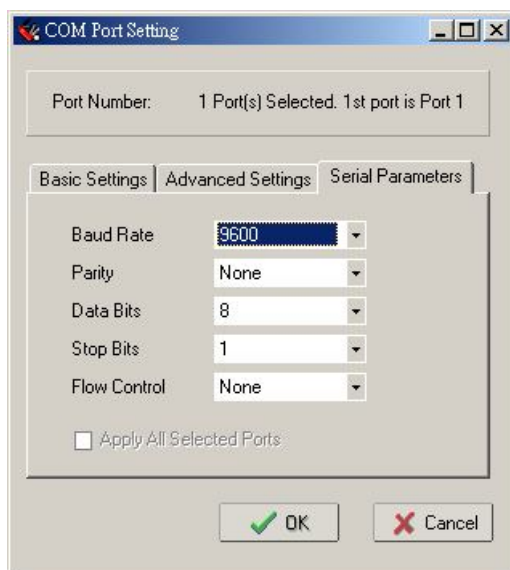 COM Port Setting
Port Number: 1 Port(s) Selected. 1st port is Port 1
Basic Settings Advanced Settings Serial Parameters
Baud Rate 9600
Parity None
Data Bits 8
Stop Bits 1
Flow Control None
Apply All Selected Ports
OK Cancel